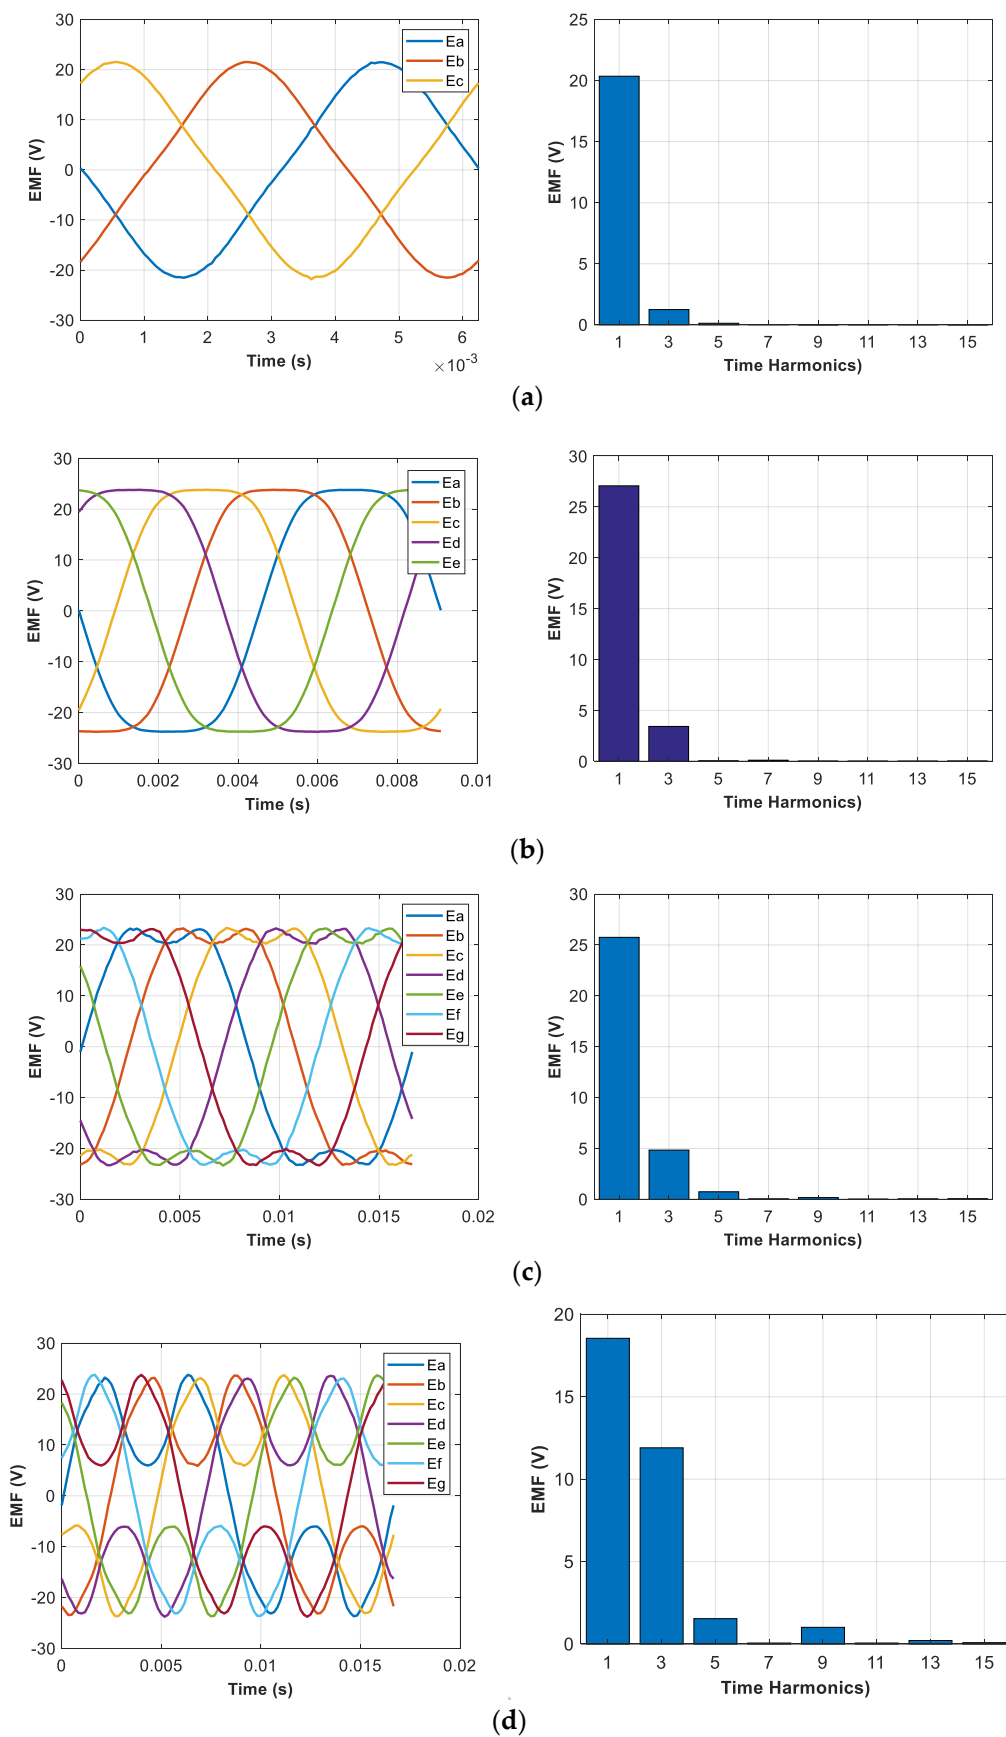 30
20
10
0
-10
-20
-30
EMF (V)
Ea
Eb
Ec
0 1 2 3 4 5 6
Time (s)
×10-3
25
20
15
10
5
0
EMF (V)
1 3 5 7 9 11 13 15
Time Harmonics)
(a)
30
20
10
0
-10
-20
-30
EMF (V)
Ea
Eb
Ec
Ed
Ee
0 0.002 0.004 0.006 0.008 0.01
Time (s)
30
25
20
15
10
5
0
EMF (V)
1 3 5 7 9 11 13 15
Time Harmonics)
(b)
30
20
10
0
-10
-20
-30
EMF (V)
Ea
Eb
Ec
Ed
Ee
Ef
Eg
0 0.005 0.01 0.015 0.02
Time (s)
30
25
20
15
10
5
0
EMF (V)
1 3 5 7 9 11 13 15
Time Harmonics)
(c)
30
20
10
0
-10
-20
-30
EMF (V)
Ea
Eb
Ec
Ed
Ee
Ef
Eg
0 0.005 0.01 0.015 0.02
Time (s)
20
15
10
5
0
EMF (V)
1 3 5 7 9 11 13 15
Time Harmonics)
(d)